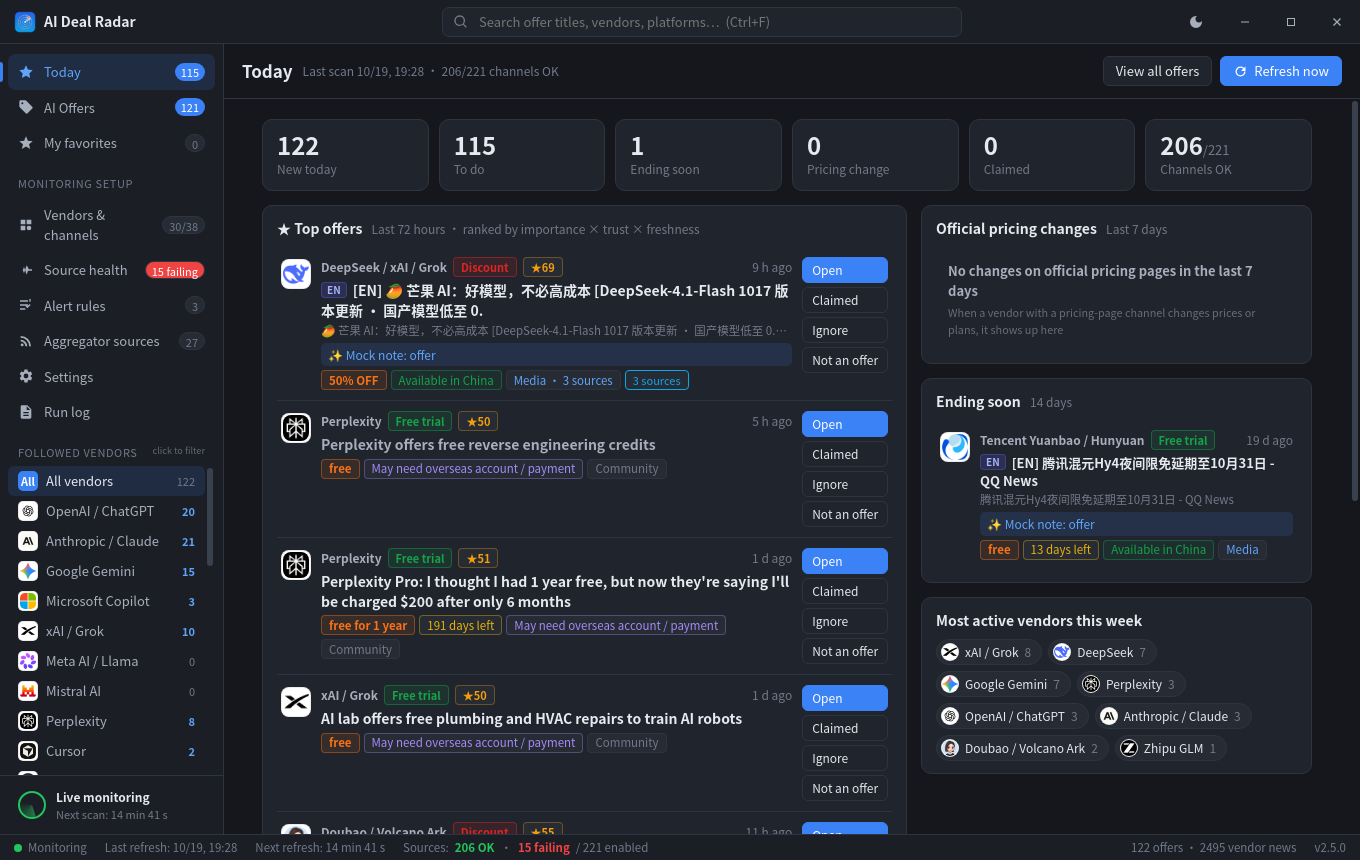 AI Deal Radar
Search offer titles, vendors, platforms… (Ctrl+F)
Today
115
AI Offers
121
My favorites
0
MONITORING SETUP
Vendors &
channels
30/38
Source health
15 failing
Alert rules
3
Aggregator sources
27
Settings
Run log
FOLLOWED VENDORS
click to filter
All
All vendors
122
OpenAI / ChatGPT
20
Anthropic / Claude
21
Google Gemini
15
Microsoft Copilot
3
xAI / Grok
10
Meta AI / Llama
0
Mistral AI
0
Perplexity
8
Cursor
2
Live monitoring
Next scan: 14 min 41 s
Today
Last scan 10/19, 19:28 · 206/221 channels OK
View all offers
Refresh now
122
New today
115
To do
1
Ending soon
0
Pricing change
0
Claimed
206/221
Channels OK
★ Top offers
Last 72 hours · ranked by importance × trust × freshness
DeepSeek / xAI / Grok
Discount
★69
9 h ago
EN [EN] 🥭 芒果 AI：好模型，不必高成本 [DeepSeek-4.1-Flash 1017 版
本更新 · 国产模型低至 0.
🥭 芒果 AI：好模型，不必高成本 [DeepSeek-4.1-Flash 1017 版本更新 · 国产模型低至 0.…
✨ Mock note: offer
50% OFF
Available in China
Media · 3 sources
3 sources
Open
Claimed
Ignore
Not an offer
Perplexity
Free trial
★50
5 h ago
Perplexity offers free reverse engineering credits
free
May need overseas account / payment
Community
Open
Claimed
Ignore
Not an offer
Perplexity
Free trial
★51
1 d ago
Perplexity Pro: I thought I had 1 year free, but now they're saying I'll
be charged $200 after only 6 months
free for 1 year
191 days left
May need overseas account / payment
Community
Open
Claimed
Ignore
Not an offer
xAI / Grok
Free trial
★50
1 d ago
AI lab offers free plumbing and HVAC repairs to train AI robots
free
May need overseas account / payment
Community
Open
Claimed
Ignore
Not an offer
Doubao / Volcano Ark
Discount
★55
11 h ago
Open
Official pricing changes
Last 7 days
No changes on official pricing pages in the last 7
days
When a vendor with a pricing-page channel changes prices or
plans, it shows up here
Ending soon
14 days
Tencent Yuanbao / Hunyuan
Free trial
19 d ago
EN [EN] 腾讯混元Hy4夜间限免延期至10月31日 -
QQ News
腾讯混元Hy4夜间限免延期至10月31日 - QQ News
✨ Mock note: offer
free
13 days left
Available in China
Media
Most active vendors this week
xAI / Grok 8
DeepSeek 7
Google Gemini 7
Perplexity 3
OpenAI / ChatGPT 3
Anthropic / Claude 3
Doubao / Volcano Ark 2
Zhipu GLM 1
Monitoring
Last refresh: 10/19, 19:28
Next refresh: 14 min 41 s
Sources: 206 OK · 15 failing / 221 enabled
122 offers · 2495 vendor news
v2.5.0